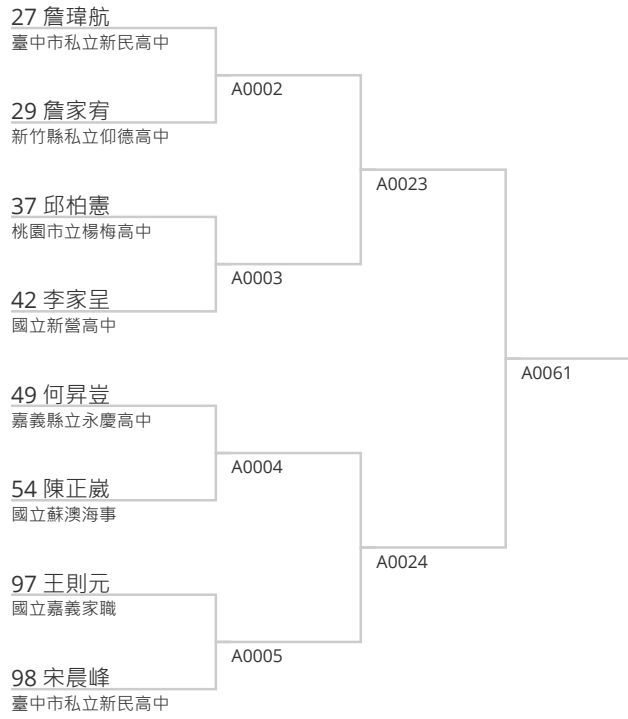 27 詹瑋航
臺中市私立新民高中
A0002
29 詹家宥
新竹縣私立仰德高中
A0023
37 邱柏憲
桃園市立楊梅高中
A0003
42 李家呈
國立新營高中
A0061
49 何昇豈
嘉義縣立永慶高中
A0004
54 陳正崴
國立蘇澳海事
A0024
97 王則元
國立嘉義家職
A0005
98 宋晨峰
臺中市私立新民高中